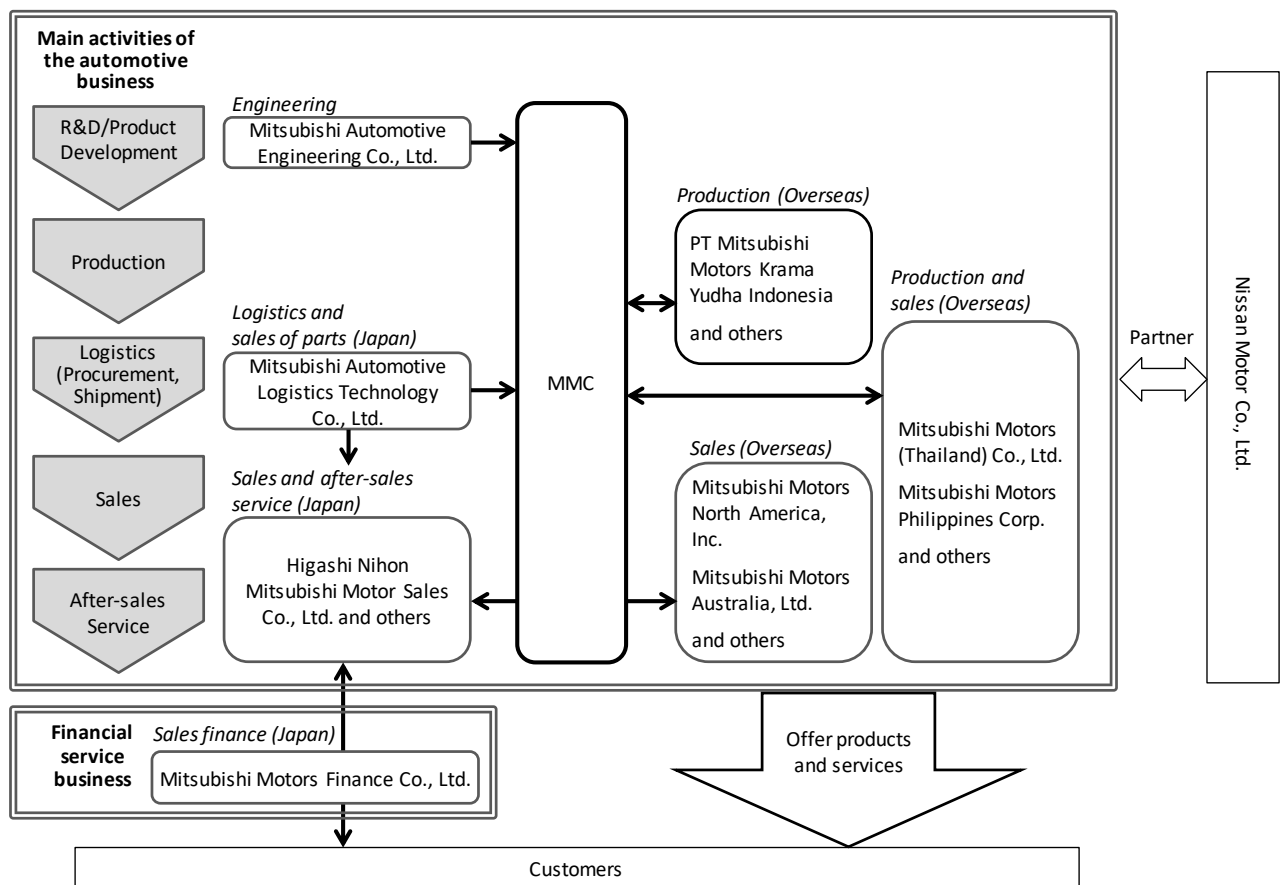 Main activities of
the automotive
business
R&D/Product
Development
Production
Logistics
(Procurement,
Shipment)
Sales
After-sales
Service
Engineering
Mitsubishi Automotive
Engineering Co., Ltd.
Logistics and
sales of parts (Japan)
Mitsubishi Automotive
Logistics Technology
Co., Ltd.
Sales and after-sales
service (Japan)
Higashi Nihon
Mitsubishi Motor Sales
Co., Ltd. and others
MMC
Production (Overseas)
PT Mitsubishi
Motors Krama
Yudha Indonesia
and others
Sales (Overseas)
Mitsubishi Motors
North America,
Inc.
Mitsubishi Motors
Australia, Ltd.
and others
Production and
sales (Overseas)
Mitsubishi Motors
(Thailand) Co., Ltd.
Mitsubishi Motors
Philippines Corp.
and others
Partner
Nissan Motor Co., Ltd.
Financial
service
business
Sales finance (Japan)
Mitsubishi Motors Finance Co., Ltd.
Offer products
and services
Customers